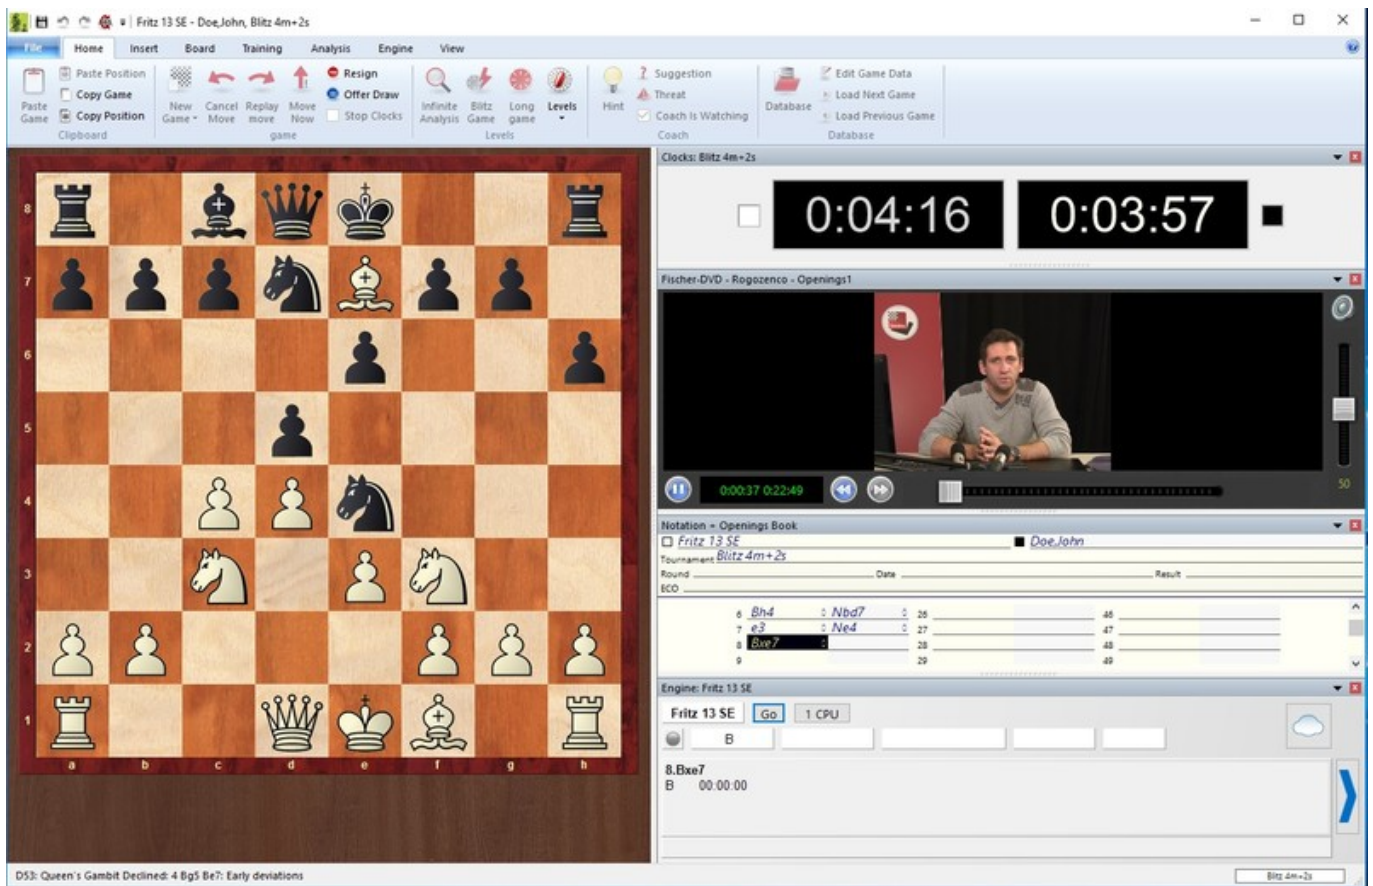 Fritz 13 SE - Doe,John, Blitz 4m+2s
File Home Insert Board Training Analysis Engine View
Paste Game
Paste Position
Copy Game
Copy Position
Clipboard
New Game
Cancel Move
Replay move
Move Now
Resign
Offer Draw
Stop Clocks
game
Infinite Analysis
Blitz Game
Long game
Levels
Levels
Hint
Suggestion
Threat
Coach Is Watching
Coach
Database
Edit Game Data
Load Next Game
Load Previous Game
Database
8
7
6
5
4
3
2
1
a b c d e f g h
Clocks: Blitz 4m+2s
0:04:16 0:03:57
Fischer-DVD - Rogozenco - Openings1
0:00:37 0:22:49
50
Notation + Openings Book
Fritz 13 SE Doe,John
Tournament Blitz 4m+2s
Round Date Result
ECO
6 Bh4 Nbd7 26 46
7 e3 Ne4 27 47
8 Bxe7 28 48
9 29 49
Engine: Fritz 13 SE
Fritz 13 SE Go 1 CPU
B
8.Bxe7
B 00:00:00
D53: Queen's Gambit Declined: 4 Bg5 Be7: Early deviations
Blitz 4m+2s